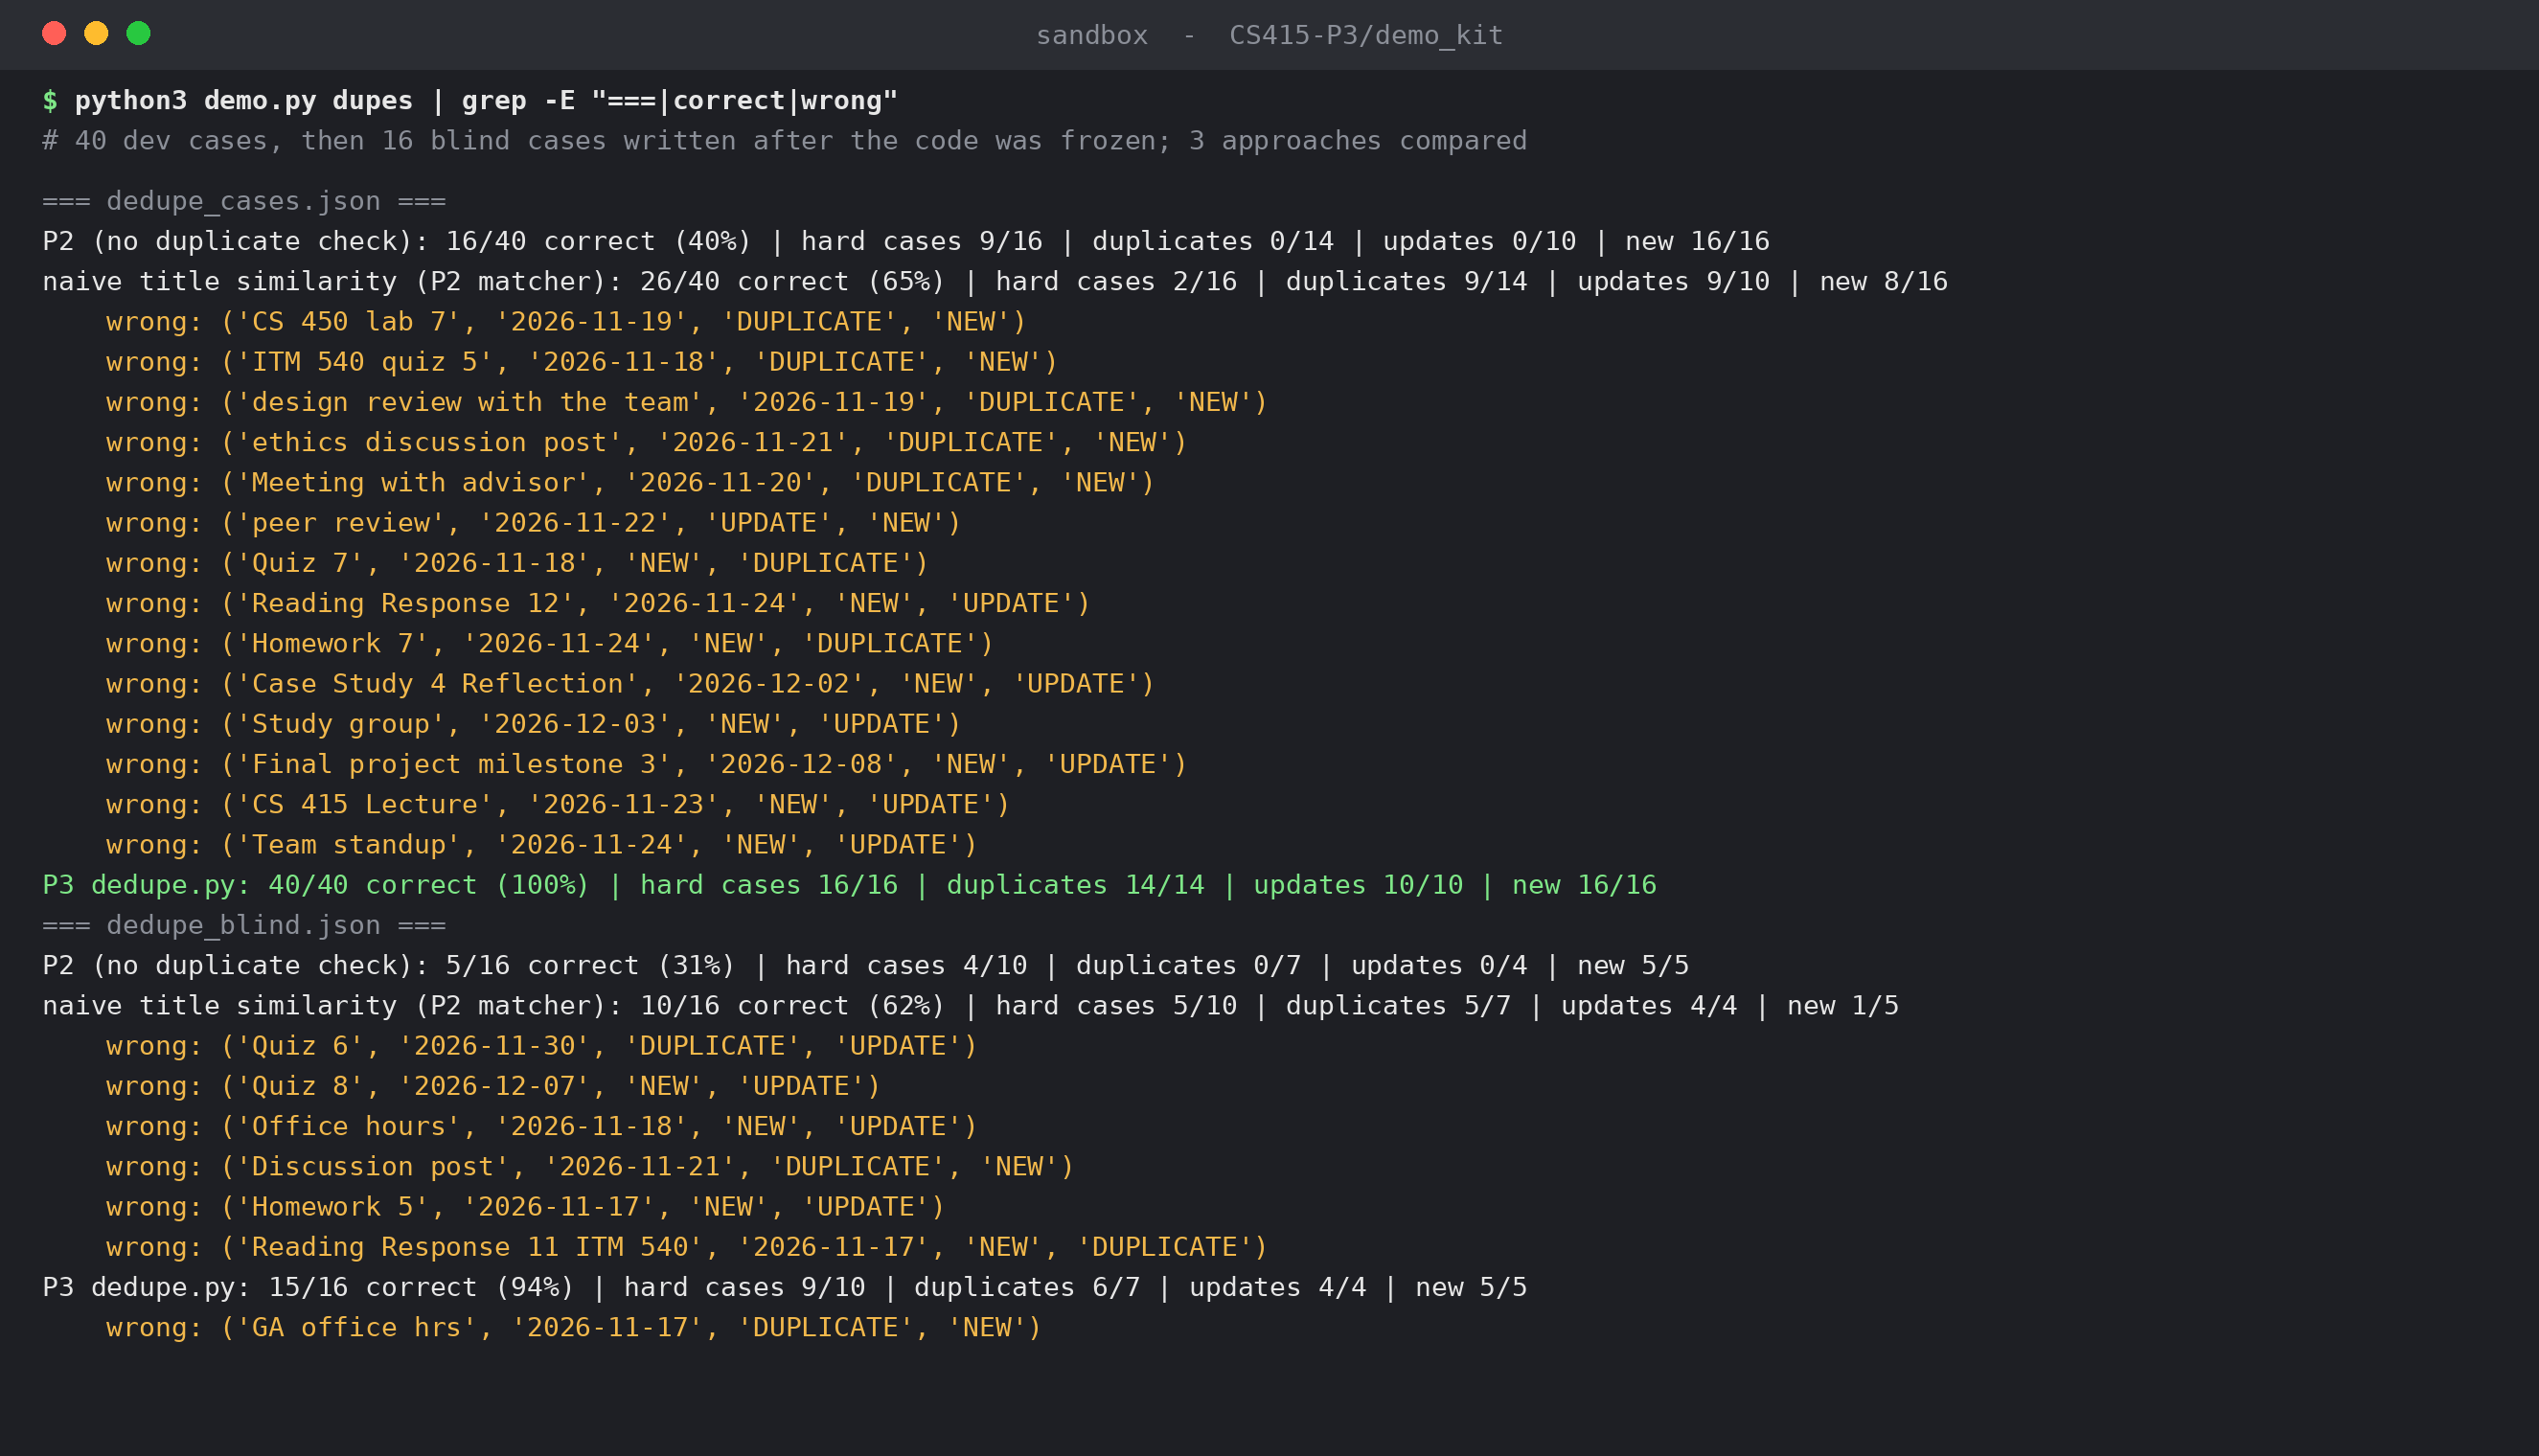 sandbox - CS415-P3/demo_kit
$ python3 demo.py dupes | grep -E "===|correct|wrong"
# 40 dev cases, then 16 blind cases written after the code was frozen; 3 approaches compared
=== dedupe_cases.json ===
P2 (no duplicate check): 16/40 correct (40%) | hard cases 9/16 | duplicates 0/14 | updates 0/10 | new 16/16
naive title similarity (P2 matcher): 26/40 correct (65%) | hard cases 2/16 | duplicates 9/14 | updates 9/10 | new 8/16
wrong: ('CS 450 lab 7', '2026-11-19', 'DUPLICATE', 'NEW')
wrong: ('ITM 540 quiz 5', '2026-11-18', 'DUPLICATE', 'NEW')
wrong: ('design review with the team', '2026-11-19', 'DUPLICATE', 'NEW')
wrong: ('ethics discussion post', '2026-11-21', 'DUPLICATE', 'NEW')
wrong: ('Meeting with advisor', '2026-11-20', 'DUPLICATE', 'NEW')
wrong: ('peer review', '2026-11-22', 'UPDATE', 'NEW')
wrong: ('Quiz 7', '2026-11-18', 'NEW', 'DUPLICATE')
wrong: ('Reading Response 12', '2026-11-24', 'NEW', 'UPDATE')
wrong: ('Homework 7', '2026-11-24', 'NEW', 'DUPLICATE')
wrong: ('Case Study 4 Reflection', '2026-12-02', 'NEW', 'UPDATE')
wrong: ('Study group', '2026-12-03', 'NEW', 'UPDATE')
wrong: ('Final project milestone 3', '2026-12-08', 'NEW', 'UPDATE')
wrong: ('CS 415 Lecture', '2026-11-23', 'NEW', 'UPDATE')
wrong: ('Team standup', '2026-11-24', 'NEW', 'UPDATE')
P3 dedupe.py: 40/40 correct (100%) | hard cases 16/16 | duplicates 14/14 | updates 10/10 | new 16/16
=== dedupe_blind.json ===
P2 (no duplicate check): 5/16 correct (31%) | hard cases 4/10 | duplicates 0/7 | updates 0/4 | new 5/5
naive title similarity (P2 matcher): 10/16 correct (62%) | hard cases 5/10 | duplicates 5/7 | updates 4/4 | new 1/5
wrong: ('Quiz 6', '2026-11-30', 'DUPLICATE', 'UPDATE')
wrong: ('Quiz 8', '2026-12-07', 'NEW', 'UPDATE')
wrong: ('Office hours', '2026-11-18', 'NEW', 'UPDATE')
wrong: ('Discussion post', '2026-11-21', 'DUPLICATE', 'NEW')
wrong: ('Homework 5', '2026-11-17', 'NEW', 'UPDATE')
wrong: ('Reading Response 11 ITM 540', '2026-11-17', 'NEW', 'DUPLICATE')
P3 dedupe.py: 15/16 correct (94%) | hard cases 9/10 | duplicates 6/7 | updates 4/4 | new 5/5
wrong: ('GA office hrs', '2026-11-17', 'DUPLICATE', 'NEW')